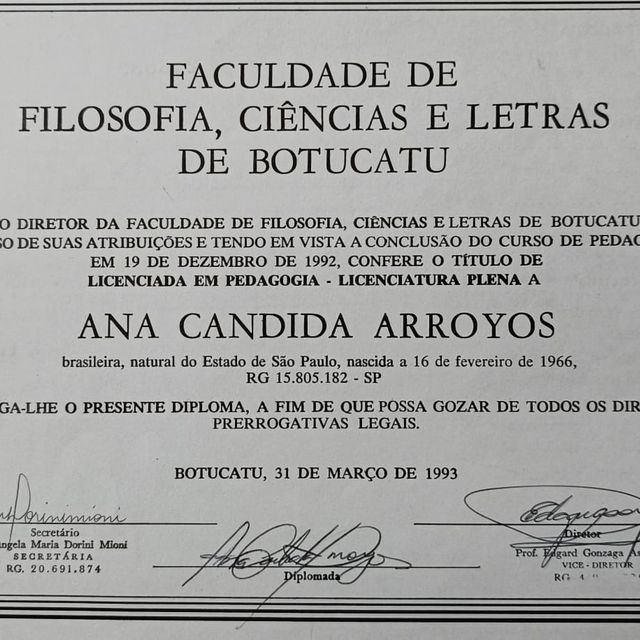 FACULDADE DE
FILOSOFIA, CIÊNCIAS E LETRAS
DE BOTUCATU
O DIRETOR DA FACULDADE DE FILOSOFIA, CIÊNCIAS E LETRAS DE BOTUCATU
SO DE SUAS ATRIBUIÇÕES E TENDO EM VISTA A CONCLUSÃO DO CURSO DE PEDAG
EM 19 DE DEZEMBRO DE 1992, CONFERE O TÍTULO DE
LICENCIADA EM PEDAGOGIA - LICENCIATURA PLENA A
ANA CANDIDA ARROYOS
brasileira, natural do Estado de São Paulo, nascida a 16 de fevereiro de 1966,
RG 15.805.182 - SP
GA-LHE O PRESENTE DIPLOMA, A FIM DE QUE POSSA GOZAR DE TODOS OS DIR
PRERROGATIVAS LEGAIS.
BOTUCATU, 31 DE MARÇO DE 1993
Secretário
ngela Maria Dorini Mioni
SECRETÁRIA
RG. 20.691.874
Diplomada
Diretor
Prof. Edgard Gonzaga As
VICE - DIRETOR
RG